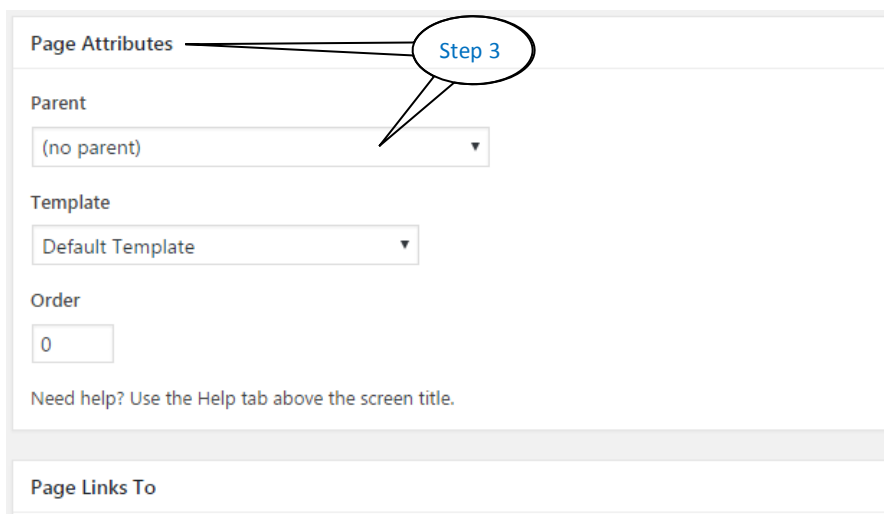 Page Attributes
Step 3
Parent
(no parent)
Template
Default Template
Order
0
Need help? Use the Help tab above the screen title.
Page Links To